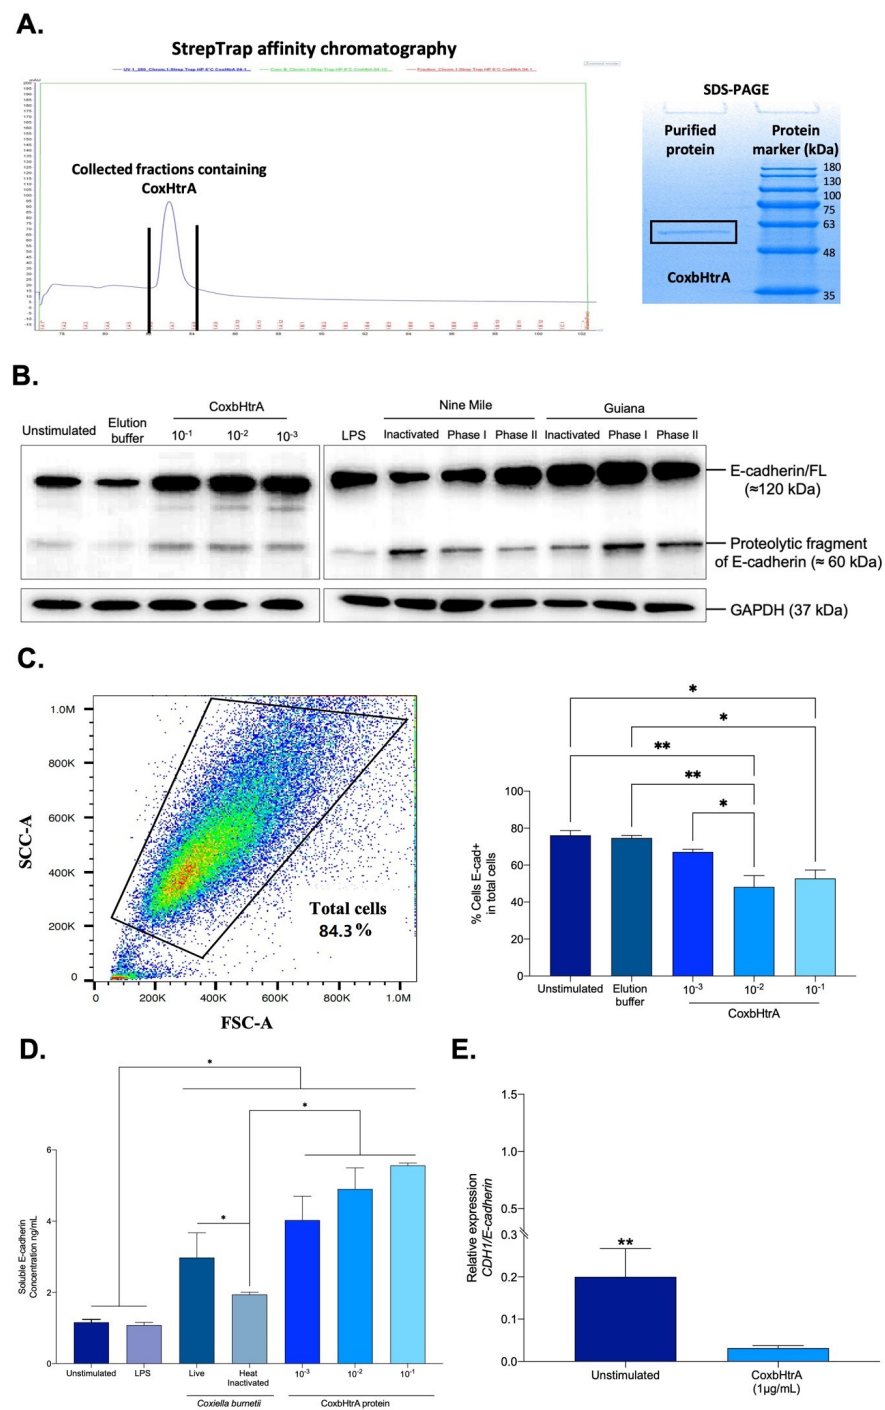 A.
StrepTrap affinity chromatography
Collected fractions containing
CoxHtrA
SDS-PAGE
Purified
protein
Protein
marker (kDa)
180
130
100
75
63
48
35
CoxbHtrA
B.
Unstimulated
Elution
buffer
CoxbHtrA
10-1
10-2
10-3
LPS
Nine Mile
Inactivated
Phase I
Phase II
Guiana
Inactivated
Phase I
Phase II
E-cadherin/FL
(≈120 kDa)
Proteolytic fragment
of E-cadherin (≈ 60 kDa)
GAPDH (37 kDa)
C.
SCC-A
1.0M
800K
600K
400K
200K
0
Total cells
84.3%
0
200K
400K
600K
800K
1.0M
FSC-A
*
*
**
**
*
% Cells E-cad+
in total cells
100
80
60
40
20
0
Unstimulated
Elution
buffer
10-3
10-2
10-1
CoxbHtrA
D.
*
*
*
Soluble E-cadherin
Concentration ng/mL
6
4
2
0
Unstimulated
LPS
Live
Heat
Inactivated
10-3
10-2
10-1
Coxiella burnetii
CoxbHtrA protein
E.
Relative expression
CDH1/E-cadherin
1.5
1.0
0.5
0.3
0.2
0.1
0.0
**
Unstimulated
CoxbHtrA
(1µg/mL)